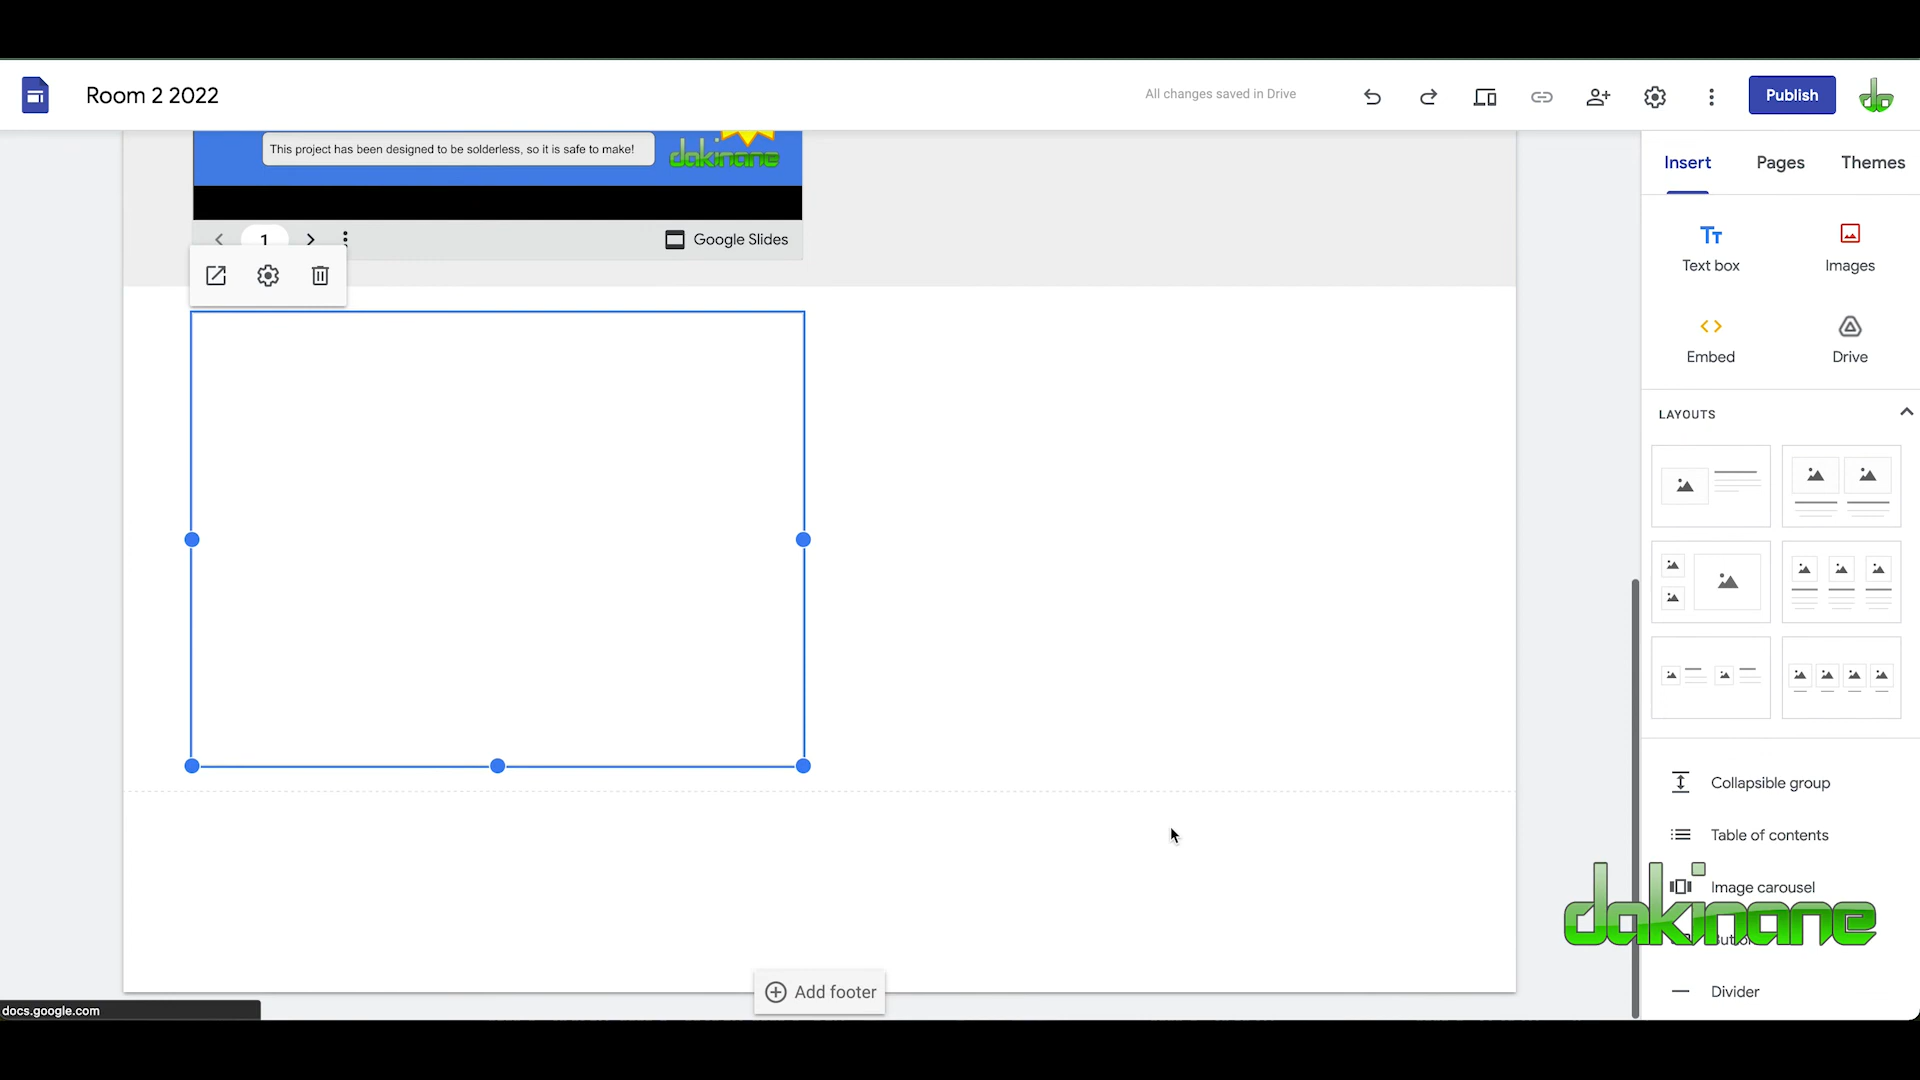 Room 2 2022
All changes saved in Drive
Publish
This project has been designed to be solderless, so it is safe to make!
dakinane
1
Google Slides
Insert
Pages
Themes
Text box
Images
Embed
Drive
LAYOUTS
Collapsible group
Table of contents
Image carousel
dakinane
Divider
Add footer
docs.google.com